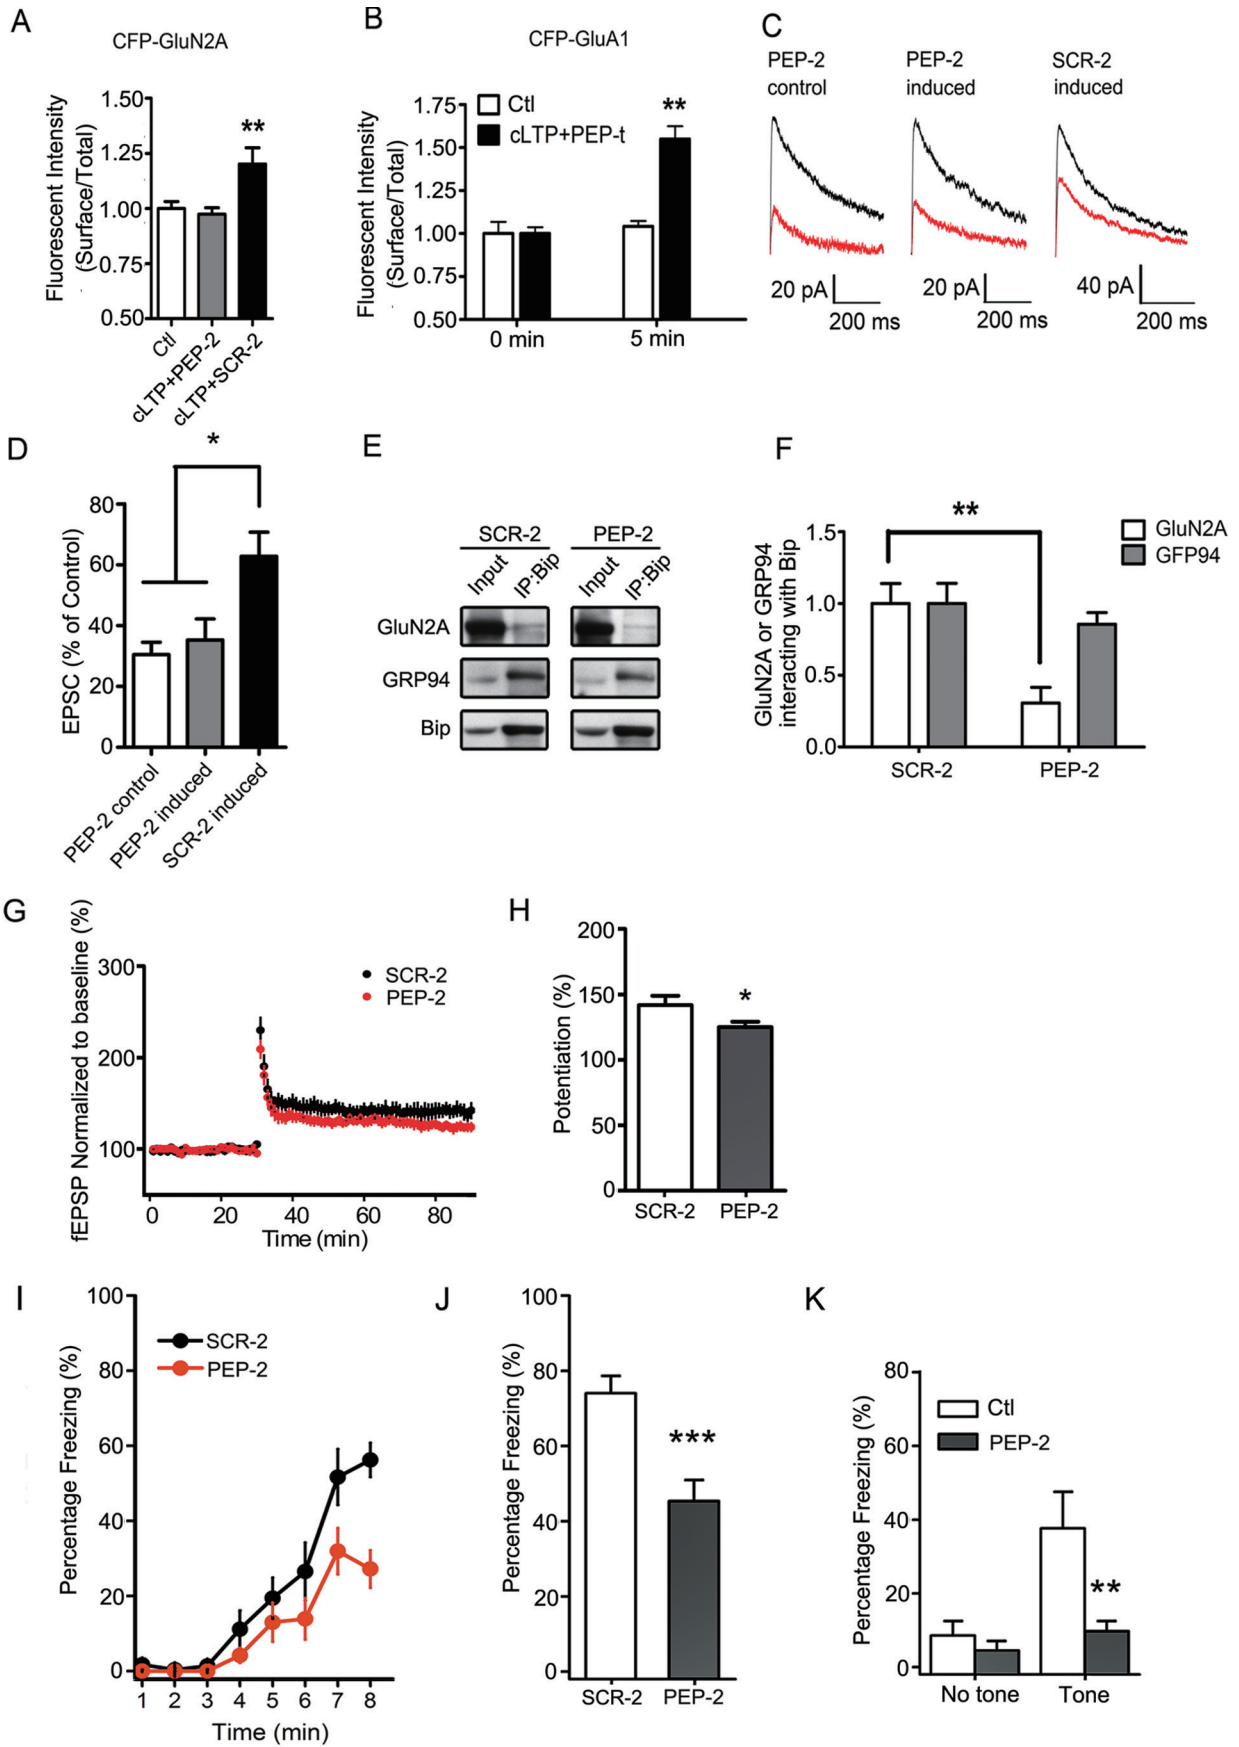 A
CFP-GluN2A
Fluorescent Intensity
(Surface/Total)
1.50
1.25
1.00
0.75
0.50
**
Ctl
cLTP+PEP-2
cLTP+SCR-2
B
CFP-GluA1
Fluorescent Intensity
(Surface/Total)
1.75
1.50
1.25
1.00
0.75
0.50
Ctl
cLTP+PEP-t
**
0 min
5 min
C
PEP-2
control
PEP-2
induced
SCR-2
induced
20 pA
200 ms
20 pA
200 ms
40 pA
200 ms
D
EPSC (% of Control)
80
60
40
20
0
*
PEP-2 control
PEP-2 induced
SCR-2 induced
E
SCR-2
PEP-2
Input
IP:Bip
Input
IP:Bip
GluN2A
GRP94
Bip
F
GluN2A or GRP94
interacting with Bip
1.5
1.0
0.5
0.0
**
GluN2A
GFP94
SCR-2
PEP-2
G
fEPSP Normalized to baseline (%)
300
200
100
SCR-2
PEP-2
0
20
40
60
80
Time (min)
H
Potentiation (%)
200
150
100
50
0
*
SCR-2
PEP-2
I
Percentage Freezing (%)
100
80
60
40
20
0
SCR-2
PEP-2
1
2
3
4
5
6
7
8
Time (min)
J
Percentage Freezing (%)
100
80
60
40
20
0
***
SCR-2
PEP-2
K
Percentage Freezing (%)
80
60
40
20
0
Ctl
PEP-2
**
No tone
Tone